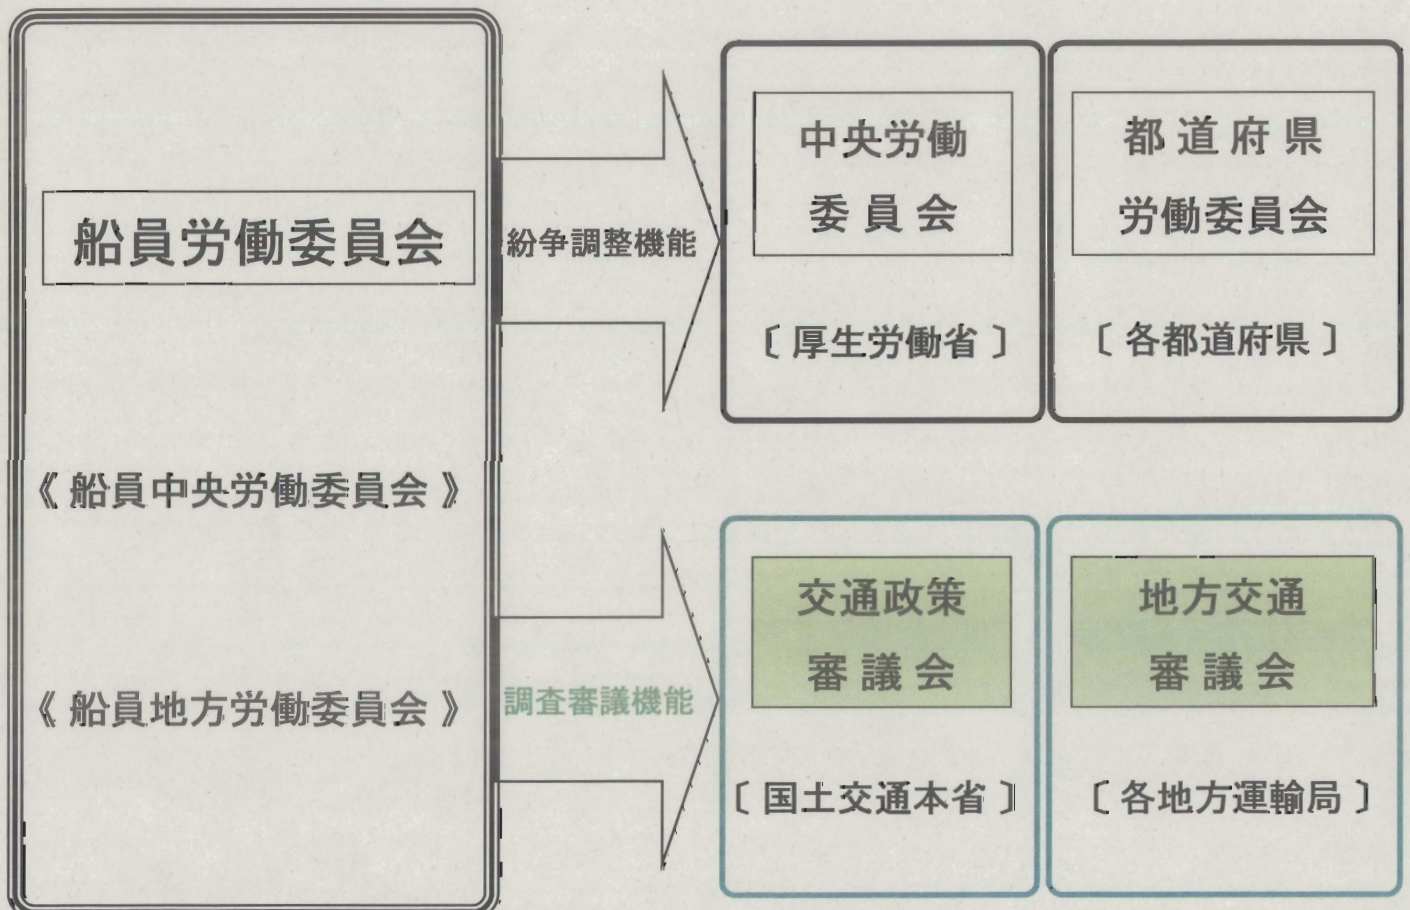 船員労働委員会
《 船員中央労働委員会 》
《 船員地方労働委員会 》
紛争調整機能
中央労働
委員会
〔 厚生労働省 〕
都道府県
労働委員会
〔 各都道府県 〕
調査審議機能
交通政策
審議会
〔 国土交通本省 〕
地方交通
審議会
〔 各地方運輸局 〕